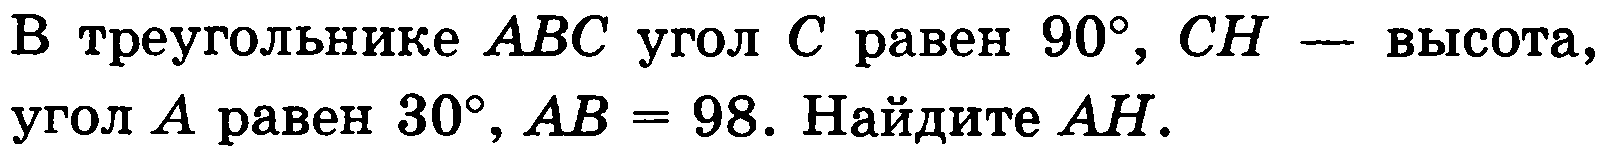 В треугольнике ABC угол C равен 90°, CH — высота,
угол A равен 30°, AB = 98. Найдите AH.